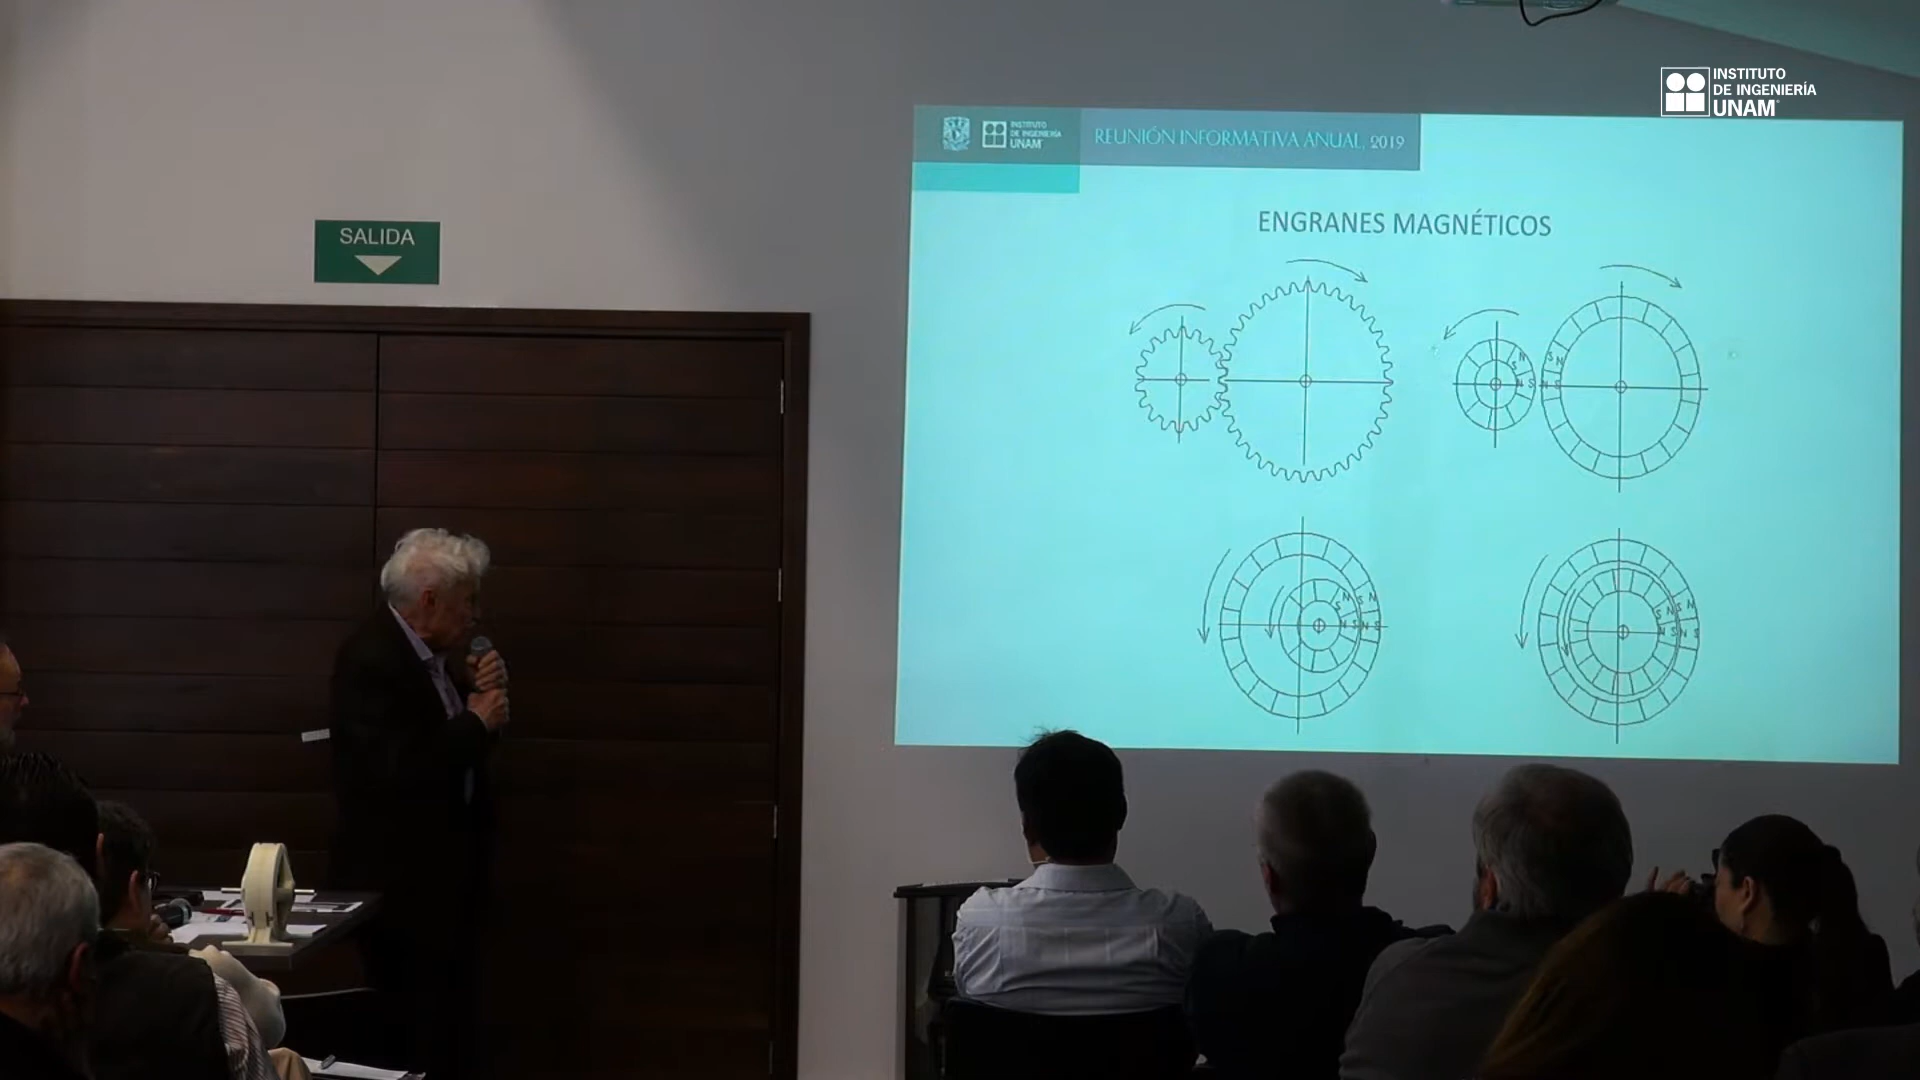 INSTITUTO
DE INGENIERÍA
UNAM
INSTITUTO
DE INGENIERÍA
UNAM
REUNIÓN INFORMATIVA ANUAL, 2019
SALIDA
ENGRANES MAGNÉTICOS
N
S
N S
S N
N S
S N S N
N S N S
S N S N
N S N S